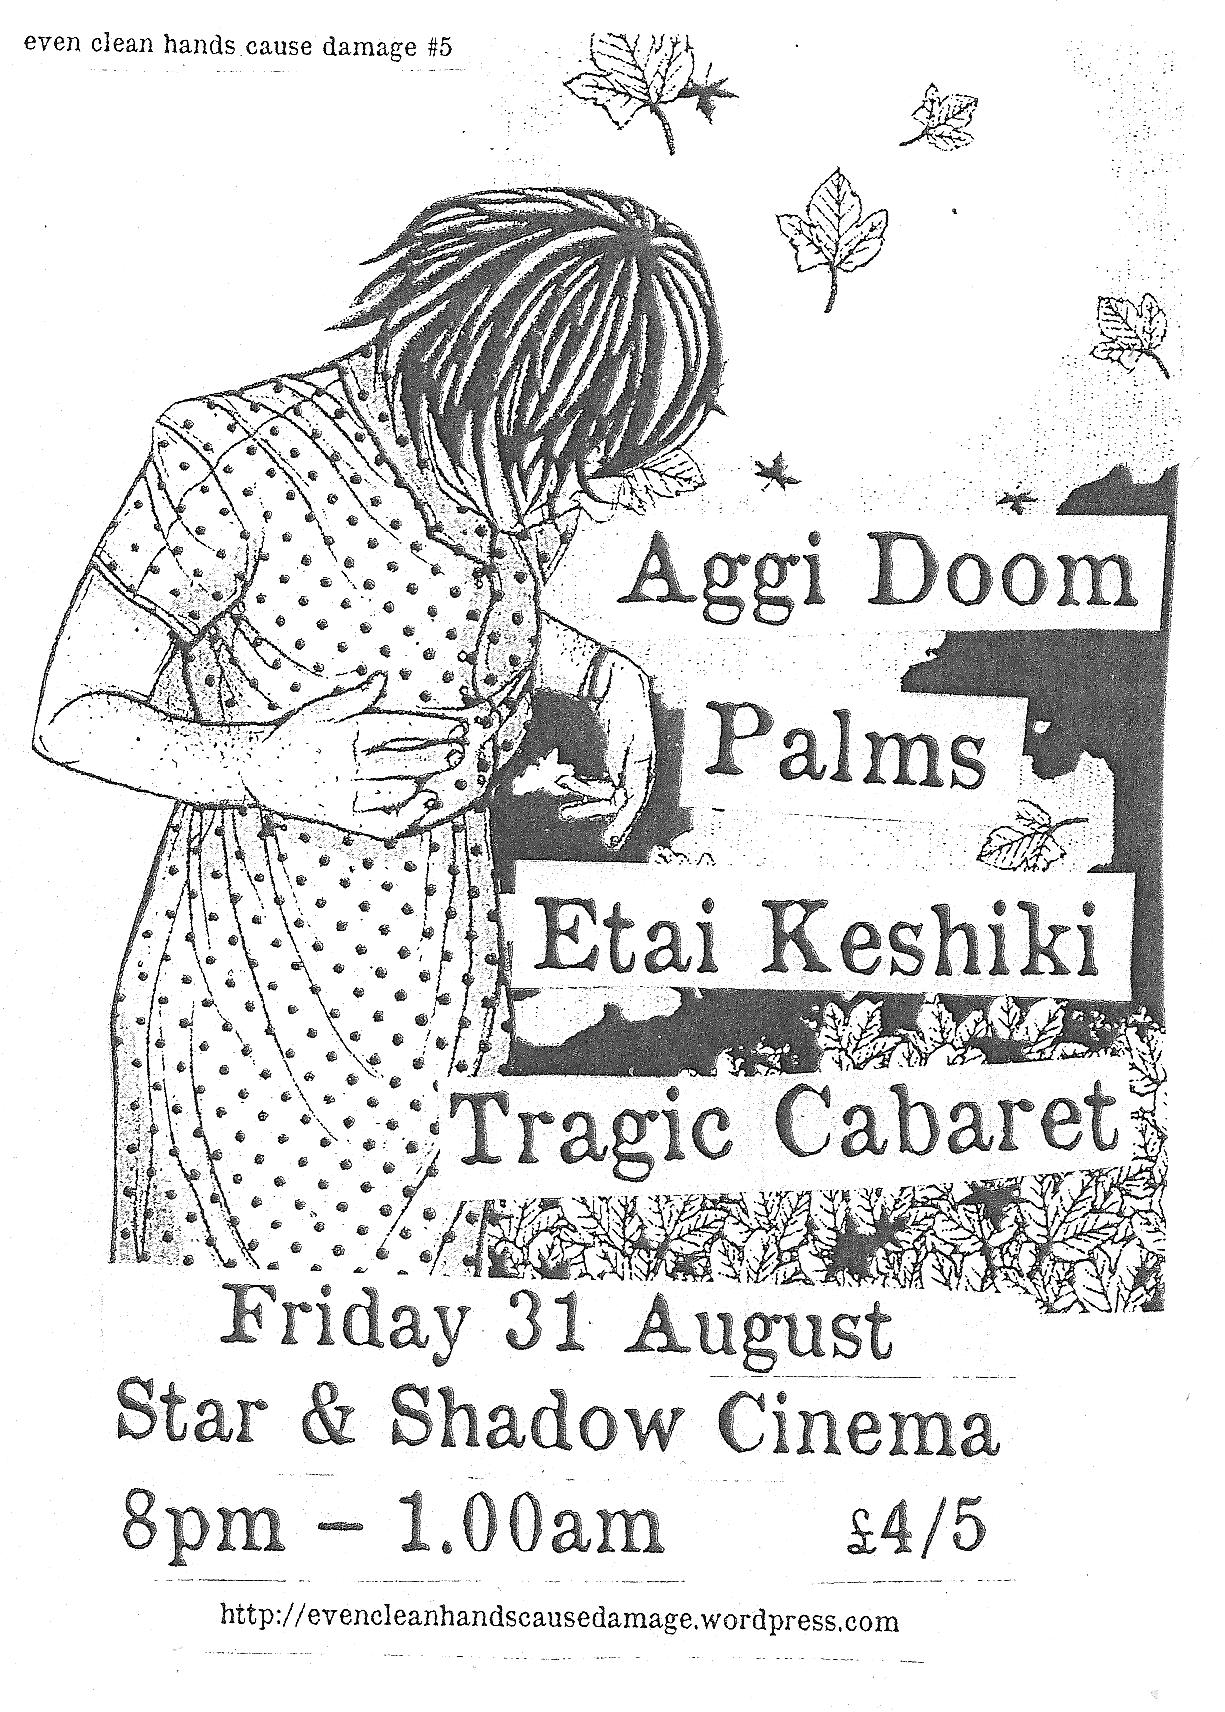 even clean hands cause damage #5
Aggi Doom
Palms
Etai Keshiki
Tragic Cabaret
Friday 31 August
Star & Shadow Cinema
8pm – 1.00am £4/5
http://evencleanhandscausedamage.wordpress.com